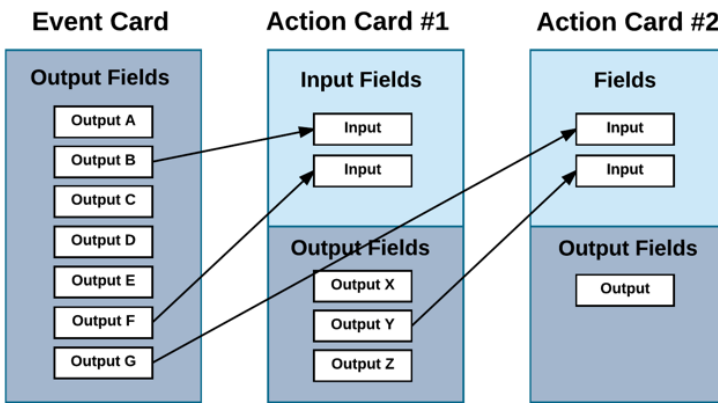 Event Card
Output Fields
Output A
Output B
Output C
Output D
Output E
Output F
Output G
Action Card #1
Input Fields
Input
Input
Output Fields
Output X
Output Y
Output Z
Action Card #2
Fields
Input
Input
Output Fields
Output